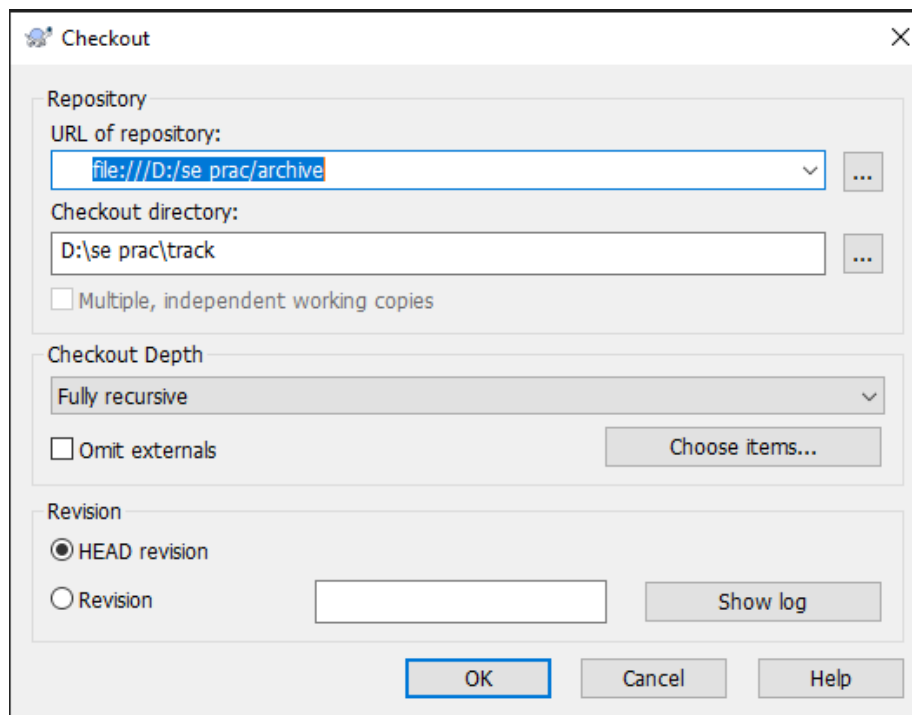 Checkout
Repository
URL of repository:
file:///D:/se prac/archive
...
Checkout directory:
D:\se prac\track
...
Multiple, independent working copies
Checkout Depth
Fully recursive
Omit externals
Choose items...
Revision
HEAD revision
Revision
Show log
OK
Cancel
Help